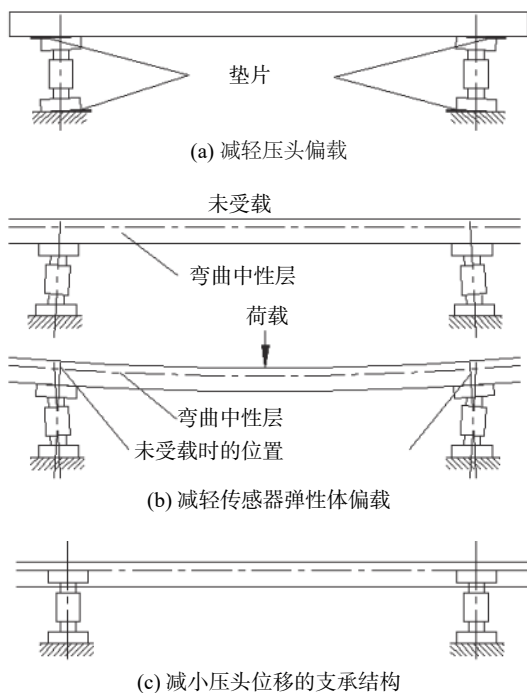 垫片
(a) 减轻压头偏载
未受载
弯曲中性层
荷载
弯曲中性层
未受载时的位置
(b) 减轻传感器弹性体偏载
(c) 减小压头位移的支承结构